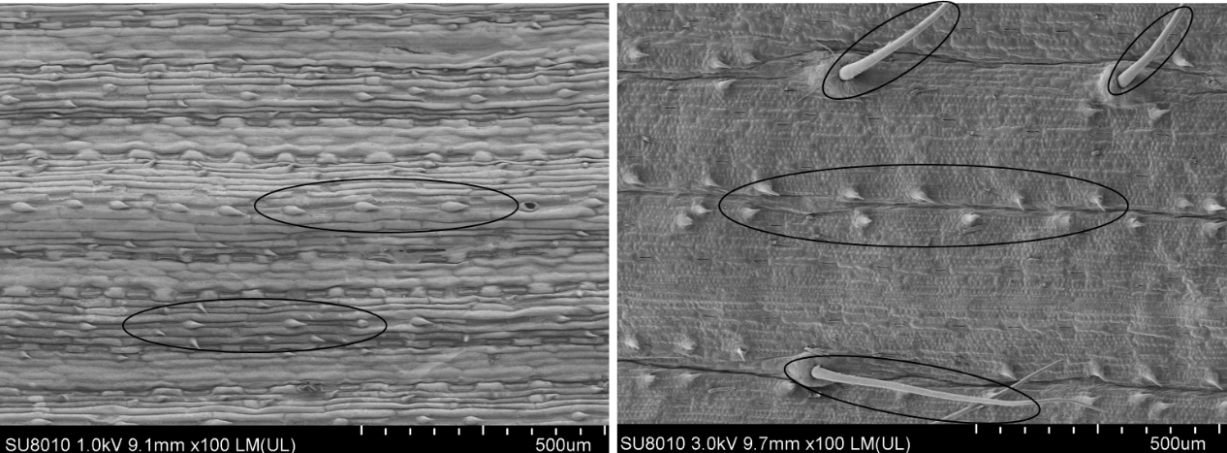 SU8010 1.0kV 9.1mm x100 LM(UL)
500um
SU8010 3.0kV 9.7mm x100 LM(UL)
500um